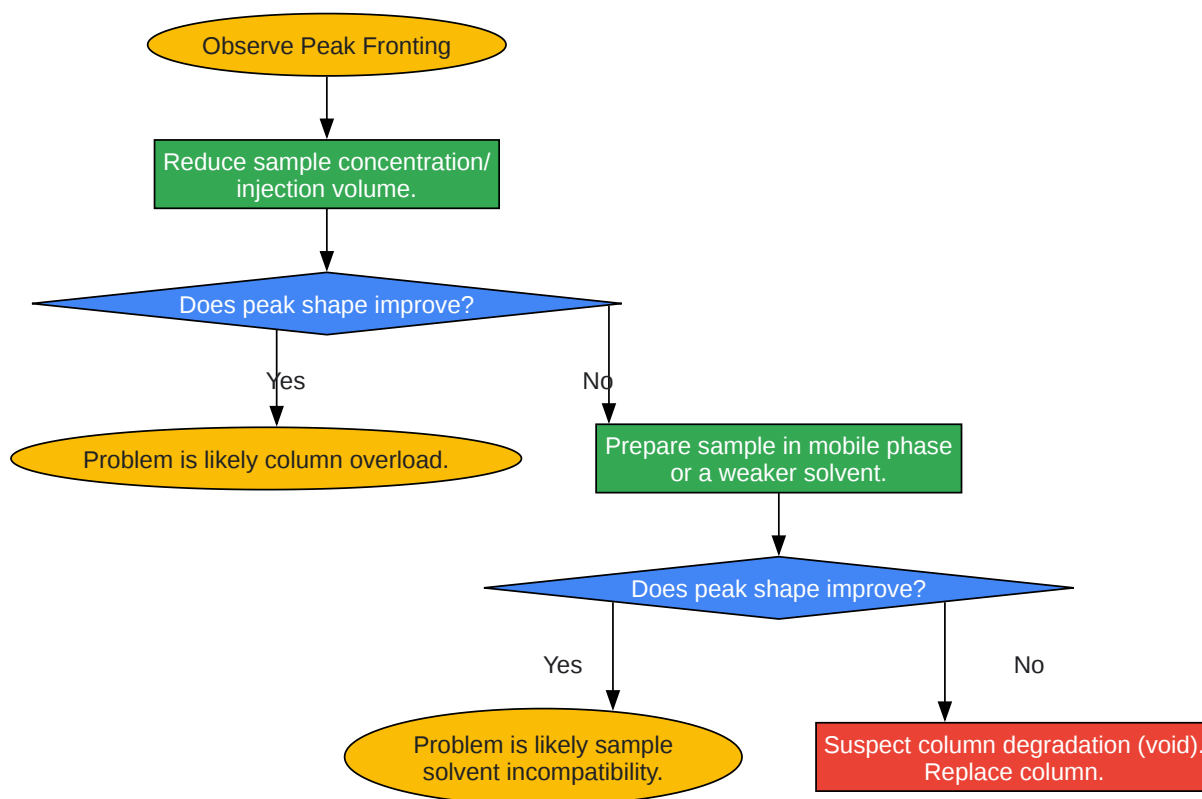 Observe Peak Fronting
Reduce sample concentration/
injection volume.
Does peak shape improve?
Yes
No
Problem is likely column overload.
Prepare sample in mobile phase
or a weaker solvent.
Does peak shape improve?
Yes
No
Problem is likely sample
solvent incompatibility.
Suspect column degradation (void).
Replace column.